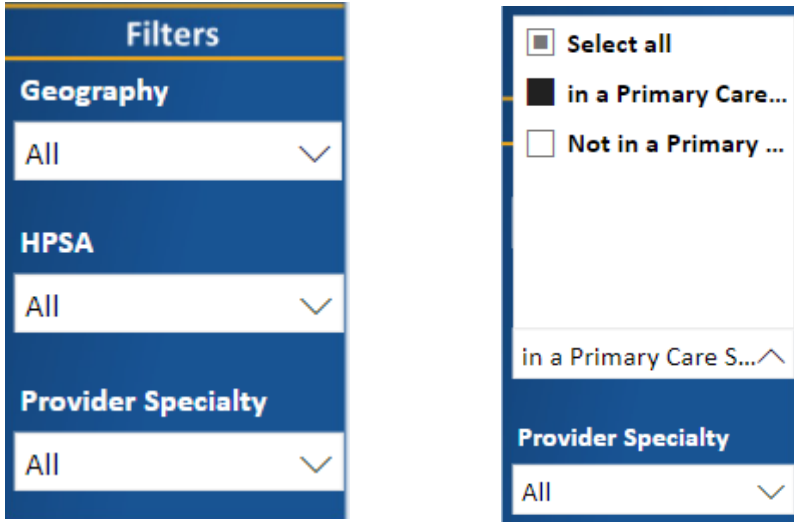 Filters
Geography
All
HPSA
All
Provider Specialty
All
Select all
in a Primary Care...
Not in a Primary ...
in a Primary Care S...
Provider Specialty
All